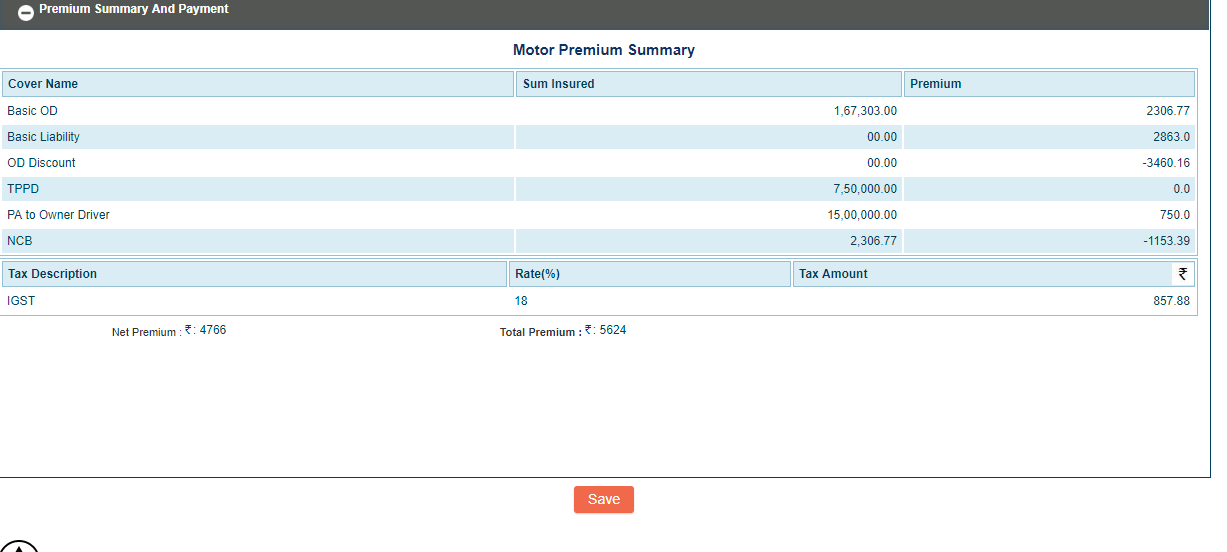 Premium Summary And Payment
Motor Premium Summary
Cover Name Sum Insured Premium
Basic OD 1,67,303.00 2306.77
Basic Liability 00.00 2863.0
OD Discount 00.00 -3460.16
TPPD 7,50,000.00 0.0
PA to Owner Driver 15,00,000.00 750.0
NCB 2,306.77 -1153.39
Tax Description Rate(%) Tax Amount ₹
IGST 18 857.88
Net Premium : ₹: 4766 Total Premium : ₹: 5624
Save